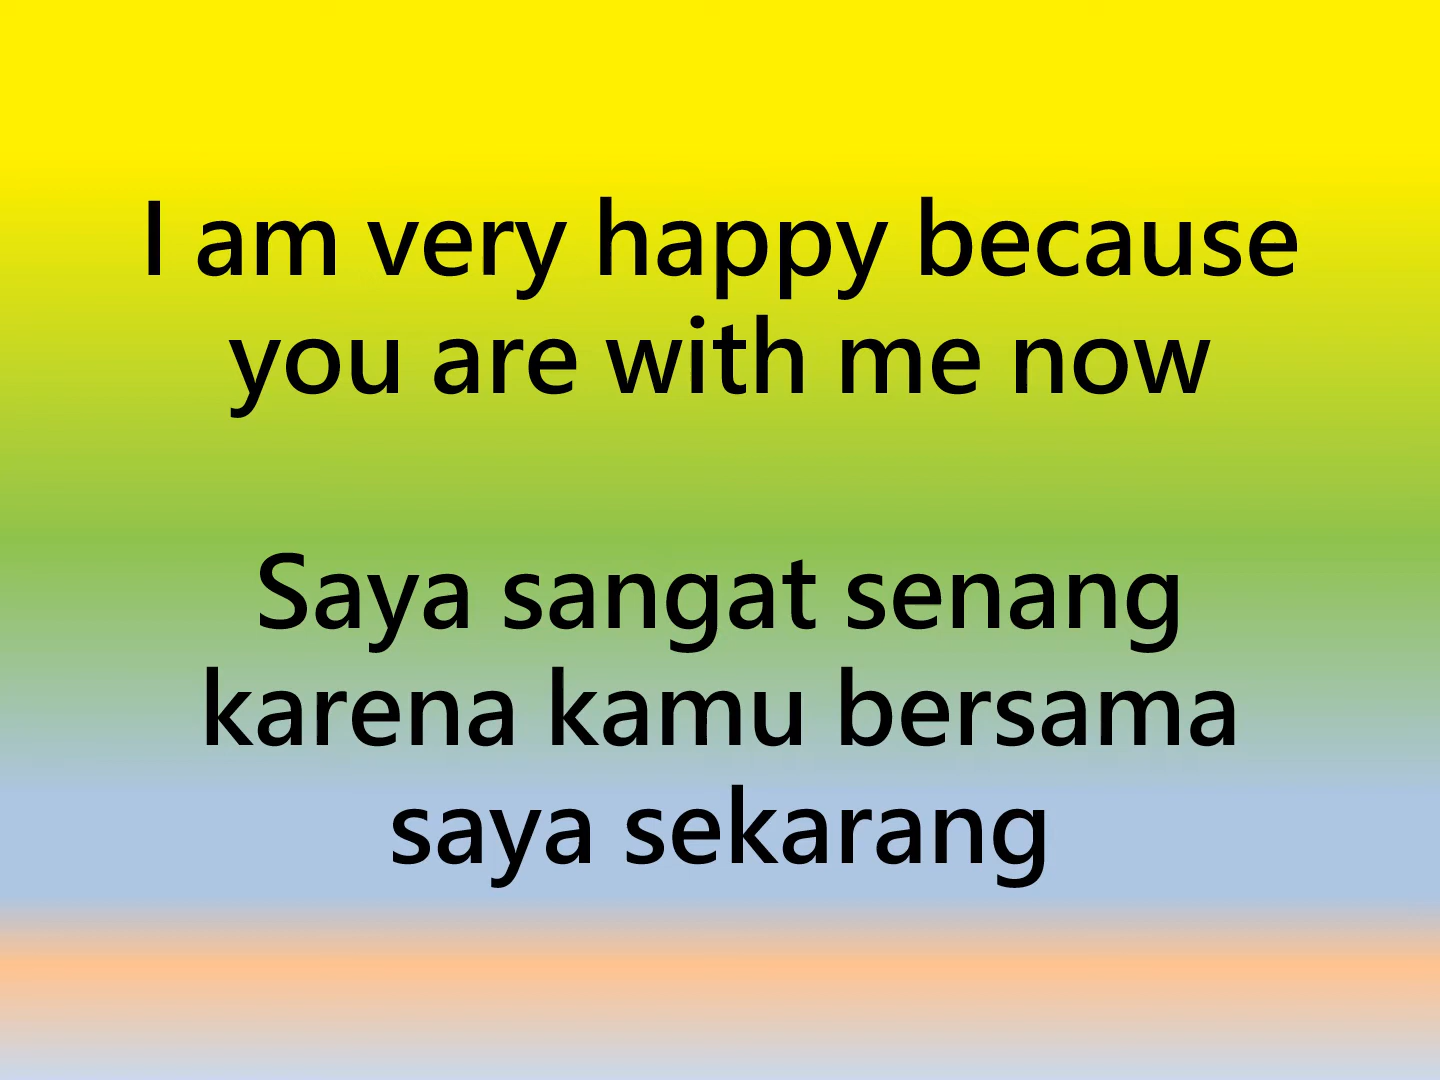 I am very happy because
you are with me now
Saya sangat senang
karena kamu bersama
saya sekarang